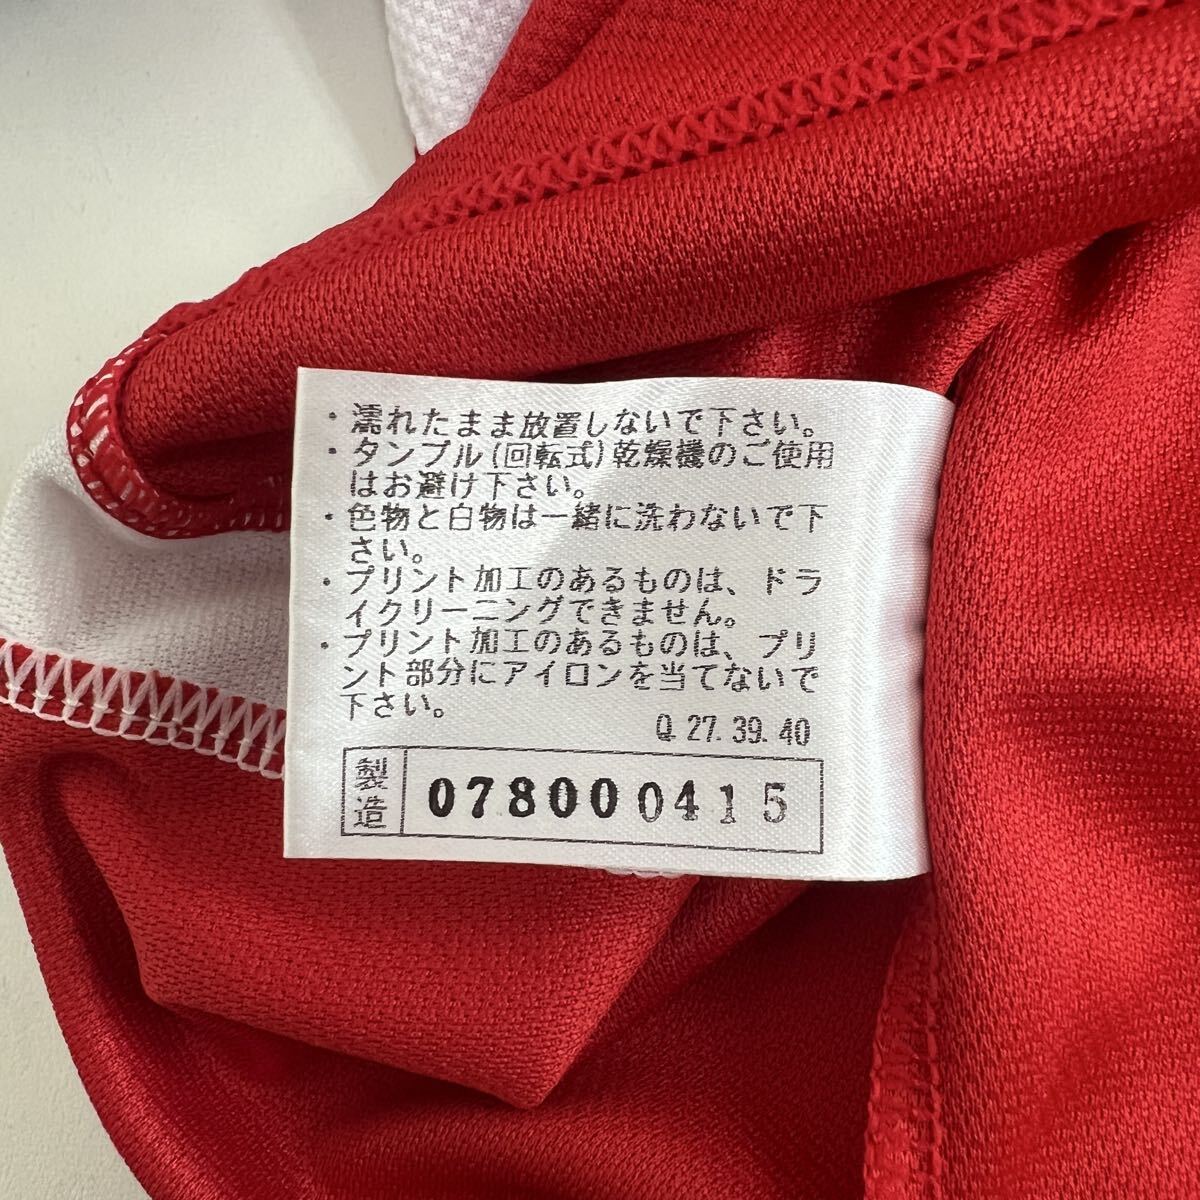 ・濡れたまま放置しないで下さい。
・タンブル(回転式)乾燥機のご使用
はお避け下さい。
・色物と白物は一緒に洗わないで下
さい。
・プリント加工のあるものは、ドラ
イクリーニングできません。
・プリント加工のあるものは、プリ
ント部分にアイロンを当てないで
下さい。
Q 27.39.40
製造 0780000415